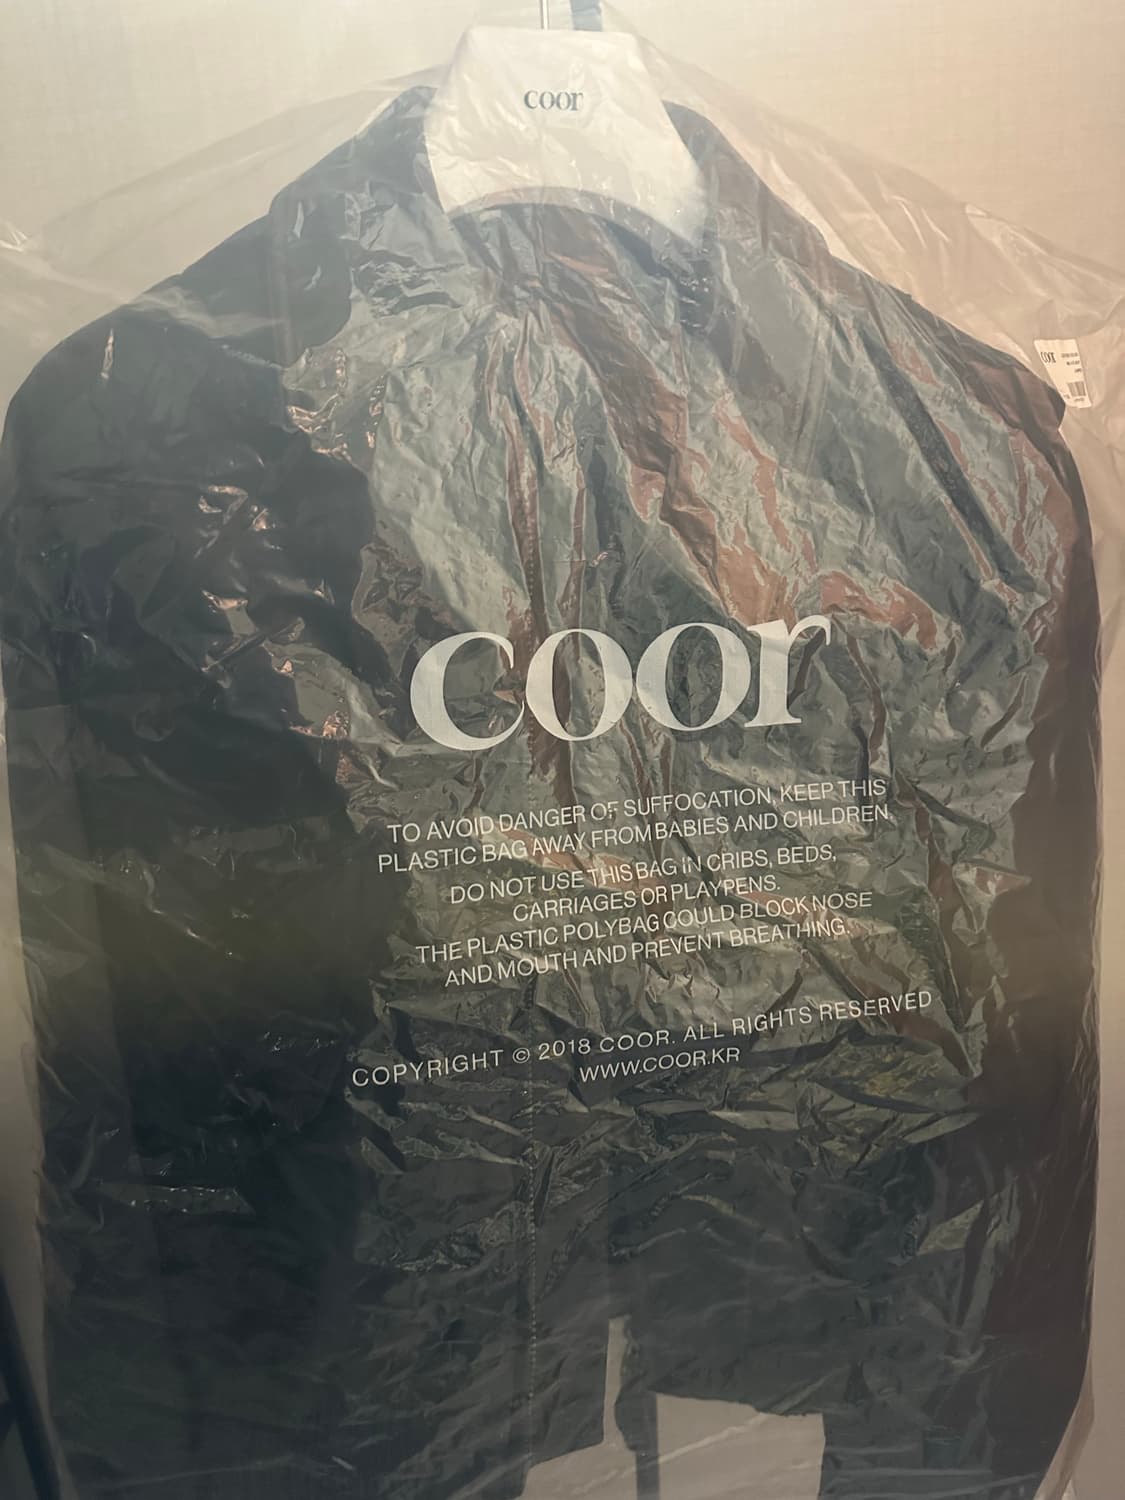 coor
coor
coor
TO AVOID DANGER OF SUFFOCATION, KEEP THIS
PLASTIC BAG AWAY FROM BABIES AND CHILDREN.
DO NOT USE THIS BAG IN CRIBS, BEDS,
CARRIAGES OR PLAYPENS.
THE PLASTIC POLYBAG COULD BLOCK NOSE
AND MOUTH AND PREVENT BREATHING.
COPYRIGHT © 2018 COOR. ALL RIGHTS RESERVED
WWW.COOR.KR